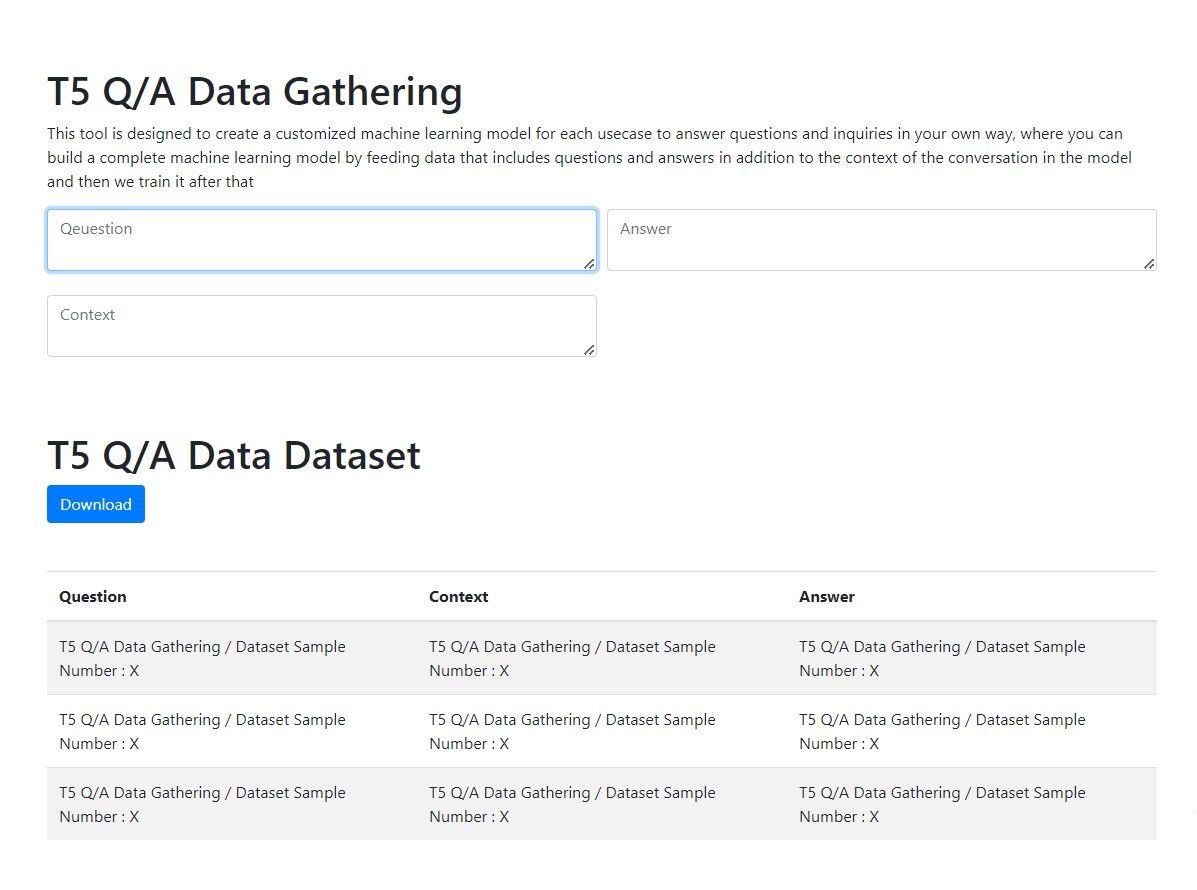 T5 Q/A Data Gathering
This tool is designed to create a customized machine learning model for each usecase to answer questions and inquiries in your own way, where you can
build a complete machine learning model by feeding data that includes questions and answers in addition to the context of the conversation in the model
and then we train it after that
Qeuestion
Answer
Context
T5 Q/A Data Dataset
Download
Question Context Answer
T5 Q/A Data Gathering / Dataset Sample T5 Q/A Data Gathering / Dataset Sample T5 Q/A Data Gathering / Dataset Sample
Number : X Number : X Number : X
T5 Q/A Data Gathering / Dataset Sample T5 Q/A Data Gathering / Dataset Sample T5 Q/A Data Gathering / Dataset Sample
Number : X Number : X Number : X
T5 Q/A Data Gathering / Dataset Sample T5 Q/A Data Gathering / Dataset Sample T5 Q/A Data Gathering / Dataset Sample
Number : X Number : X Number : X